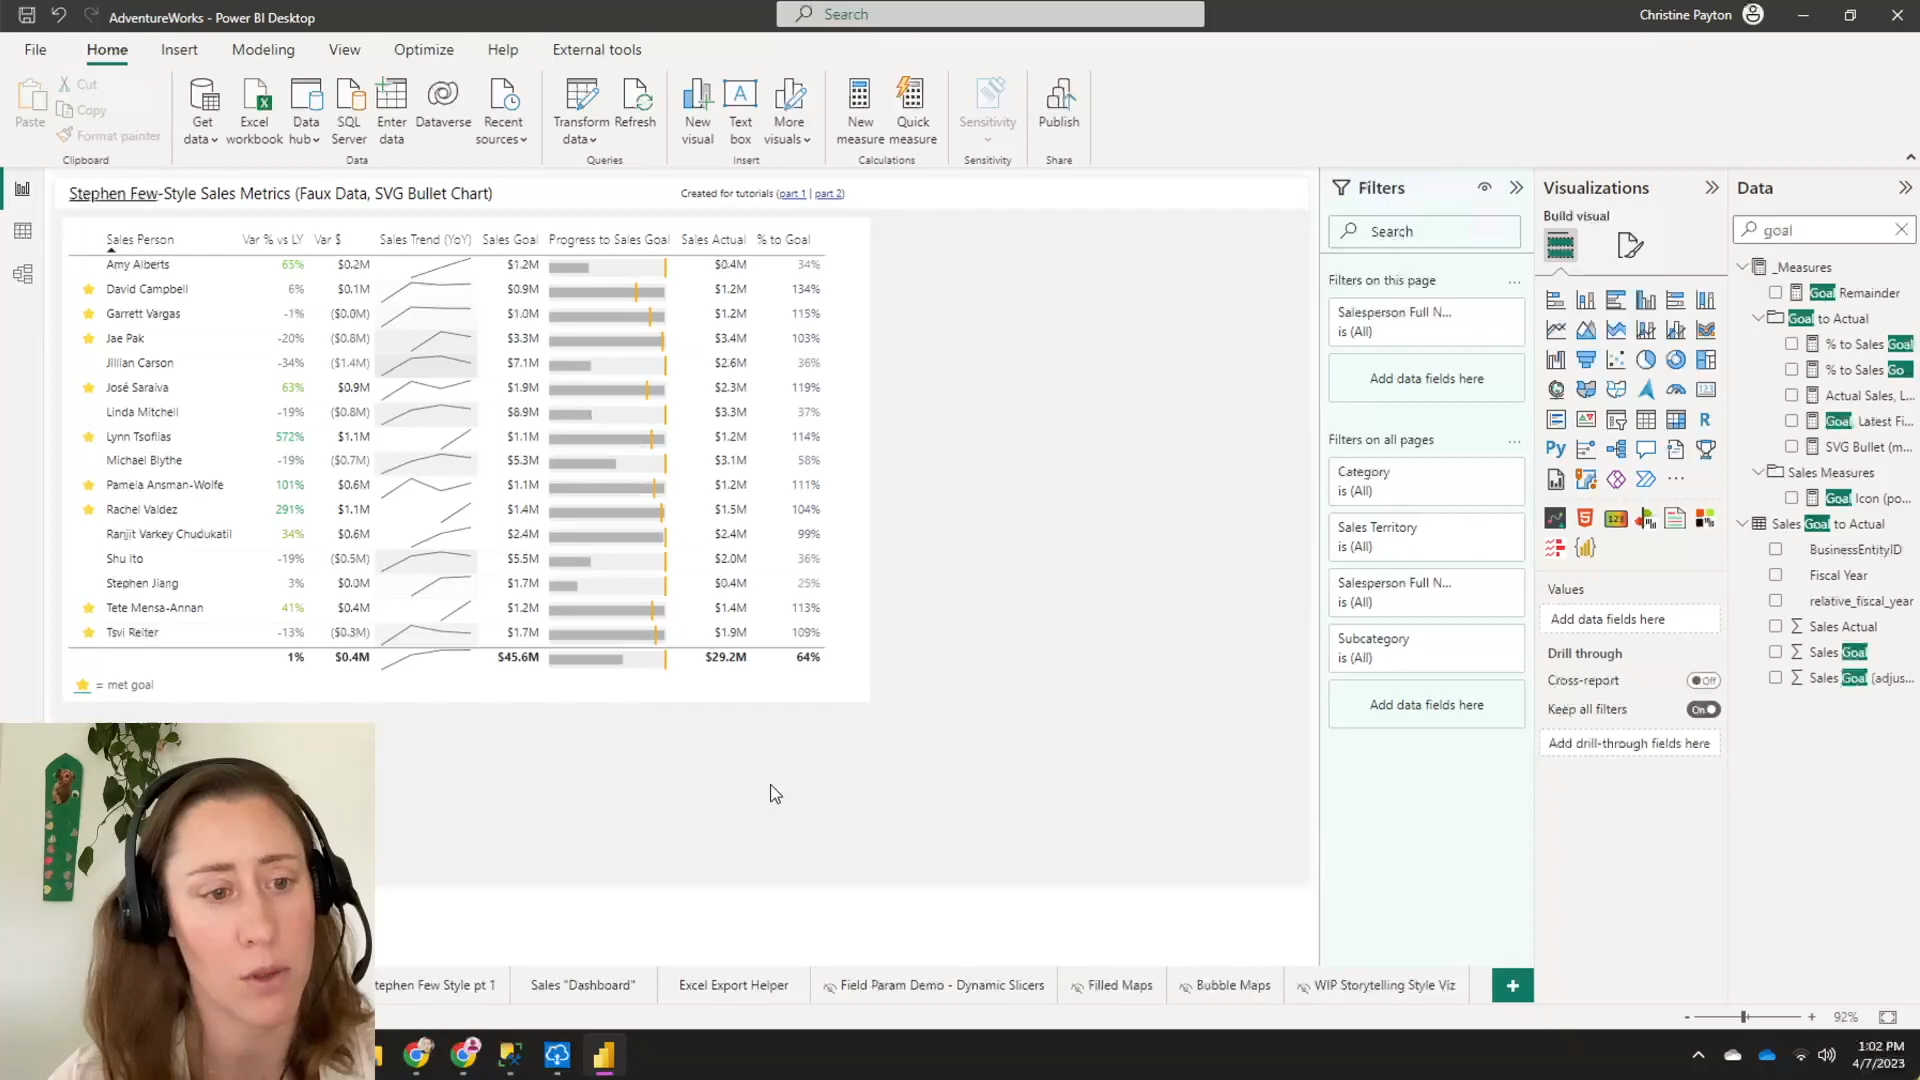 AdventureWorks - Power BI Desktop
Search
Christine Payton
File Home Insert Modeling View Optimize Help External tools
Paste
Cut
Copy
Format painter
Clipboard
Get data
Excel workbook
Data hub
SQL Server
Enter data
Dataverse
Recent sources
Data
Transform data
Refresh
Queries
New visual
Text box
More visuals
Insert
New measure
Quick measure
Calculations
Sensitivity
Sensitivity
Publish
Share
Stephen Few-Style Sales Metrics (Faux Data, SVG Bullet Chart)
Created for tutorials (part 1 | part 2)
Sales Person Var % vs LY Var $ Sales Trend (YoY) Sales Goal Progress to Sales Goal Sales Actual % to Goal
Amy Alberts 65% $0.2M $1.2M $0.4M 34%
David Campbell 6% $0.1M $0.9M $1.2M 134%
Garrett Vargas -1% ($0.0M) $1.0M $1.2M 115%
Jae Pak -20% ($0.8M) $3.3M $3.4M 103%
Jillian Carson -34% ($1.4M) $7.1M $2.6M 36%
José Saraiva 63% $0.9M $1.9M $2.3M 119%
Linda Mitchell -19% ($0.8M) $8.9M $3.3M 37%
Lynn Tsoflias 572% $1.1M $1.1M $1.2M 114%
Michael Blythe -19% ($0.7M) $5.3M $3.1M 58%
Pamela Ansman-Wolfe 101% $0.6M $1.1M $1.2M 111%
Rachel Valdez 291% $1.1M $1.4M $1.5M 104%
Ranjit Varkey Chudukatil 34% $0.6M $2.4M $2.4M 99%
Shu Ito -19% ($0.5M) $5.5M $2.0M 36%
Stephen Jiang 3% $0.0M $1.7M $0.4M 25%
Tete Mensa-Annan 41% $0.4M $1.2M $1.4M 113%
Tsvi Reiter -13% ($0.3M) $1.7M $1.9M 109%
1% $0.4M $45.6M $29.2M 64%
= met goal
Filters
Search
Filters on this page ...
Salesperson Full N...
is (All)
Add data fields here
Filters on all pages ...
Category
is (All)
Sales Territory
is (All)
Salesperson Full N...
is (All)
Subcategory
is (All)
Add data fields here
Visualizations
Build visual
123
R
Py
...
Values
Add data fields here
Drill through
Cross-report Off
Keep all filters On
Add drill-through fields here
Data
goal
_Measures
Goal Remainder
Goal to Actual
% to Sales Goal
% to Sales Go
Actual Sales, L...
Goal, Latest Fi...
SVG Bullet (m...
Sales Measures
Goal Icon (po...
Sales Goal to Actual
BusinessEntityID
Fiscal Year
relative_fiscal_year
Sales Actual
Sales Goal
Sales Goal (adjus...
tephen Few Style pt 1
Sales "Dashboard"
Excel Export Helper
Field Param Demo - Dynamic Slicers
Filled Maps
Bubble Maps
WIP Storytelling Style Viz
+
- + 92%
1:02 PM
4/7/2023